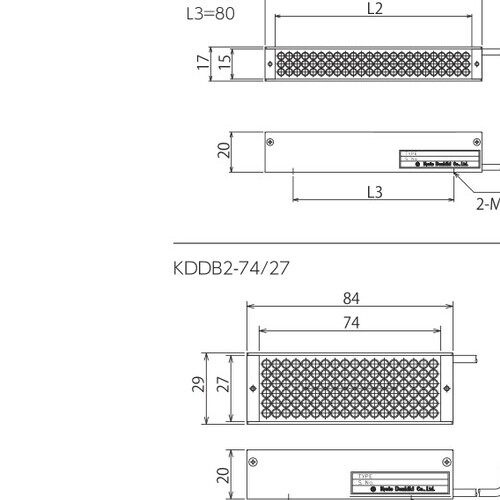 L3=80
L2
17
15
20
TYPE
S.No.
Kyoto Denkiki Co.,Ltd.
L3
2-M
KDDB2-74/27
84
74
29
27
20
TYPE
S.No.
Kyoto Denkiki Co.,Ltd.